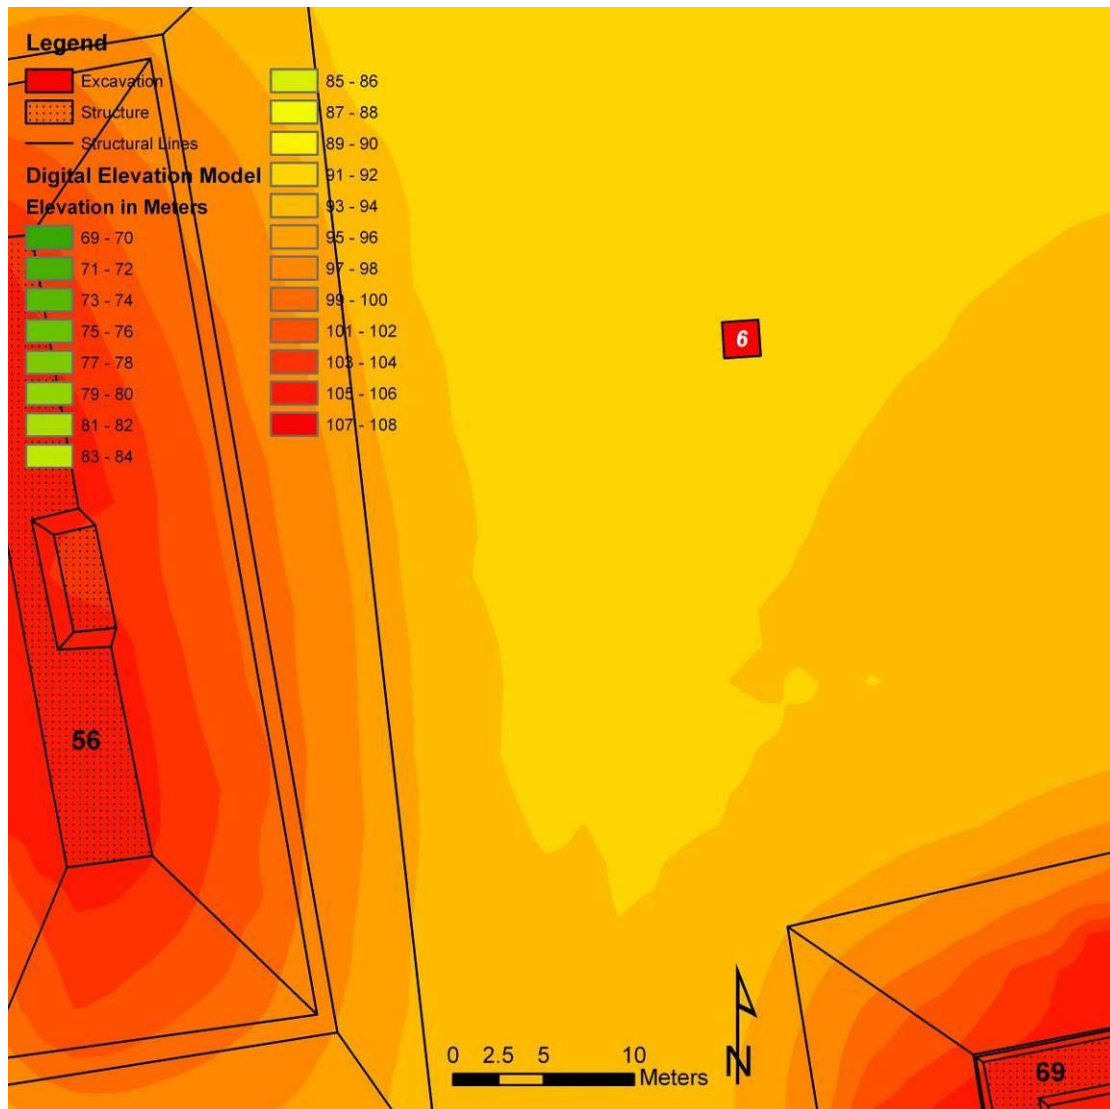 Legend
Excavation
Structure
Structural Lines
Digital Elevation Model
Elevation in Meters
69 - 70
71 - 72
73 - 74
75 - 76
77 - 78
79 - 80
81 - 82
83 - 84
85 - 86
87 - 88
89 - 90
91 - 92
93 - 94
95 - 96
97 - 98
99 - 100
101 - 102
103 - 104
105 - 106
107 - 108
6
56
0 2.5 5 10
Meters
N
69